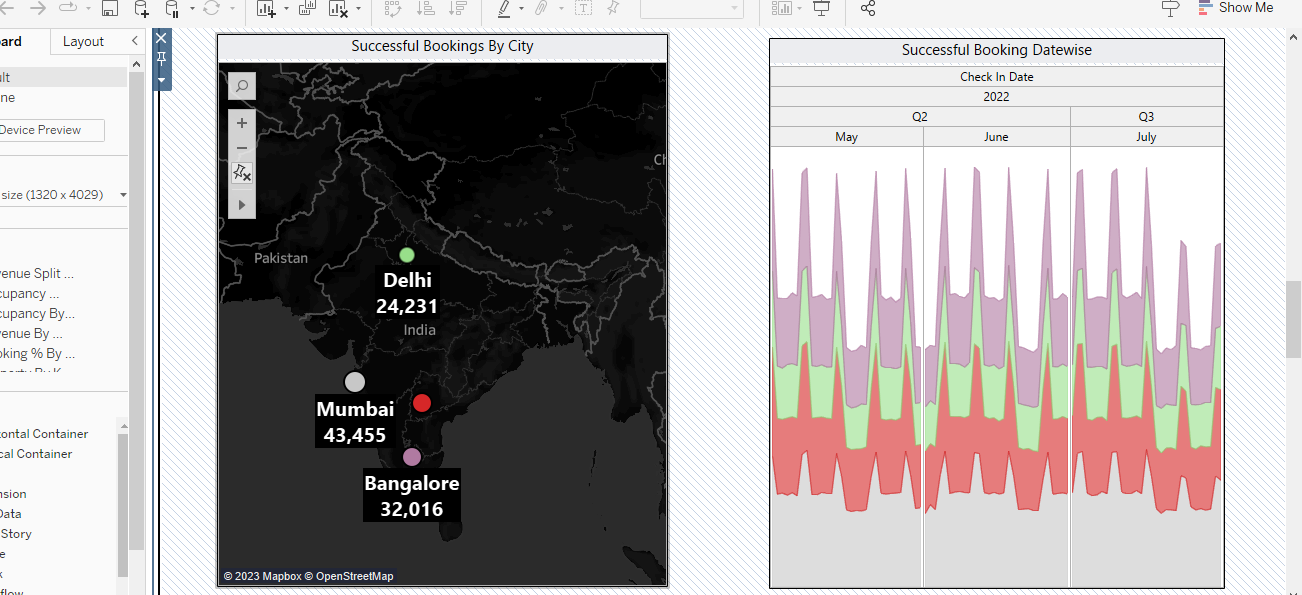 Show Me
ard
Layout
ult
ne
Device Preview
size (1320 x 4029)
venue Split ...
cupancy ...
cupancy By...
venue By ...
oking % By ...
ontal Container
cal Container
nsion
Data
Story
e
k
flow
Successful Bookings By City
Pakistan
Ch
Delhi
24,231
India
Mumbai
43,455
Bangalore
32,016
© 2023 Mapbox © OpenStreetMap
Successful Booking Datewise
Check In Date
2022
Q2
Q3
May
June
July